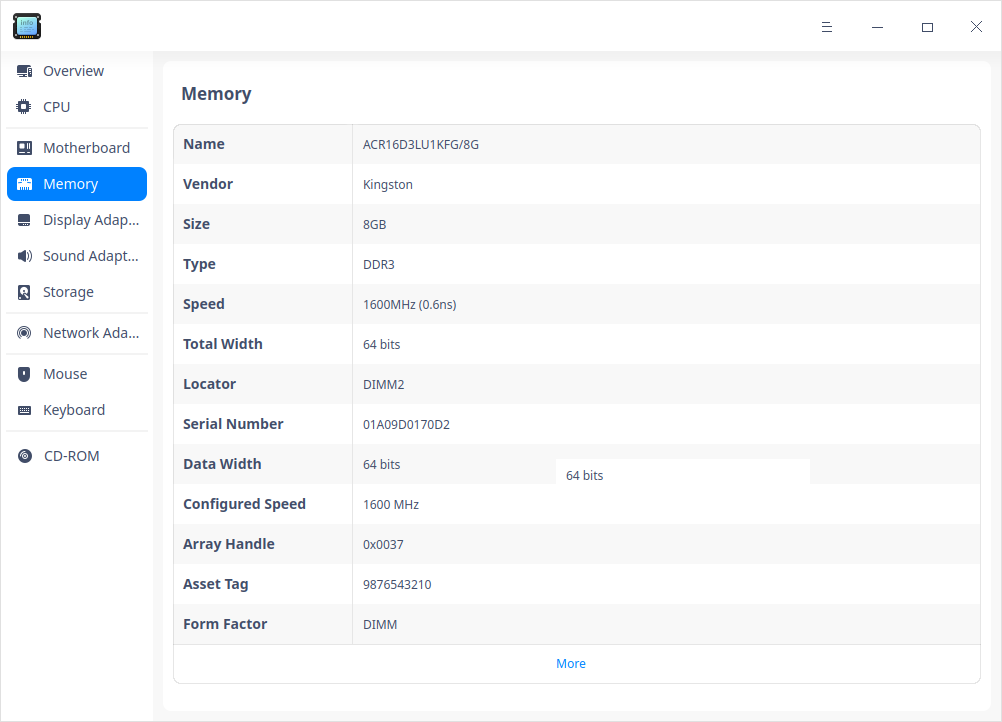 info
Overview
CPU
Motherboard
Memory
Display Adap...
Sound Adapt...
Storage
Network Ada...
Mouse
Keyboard
CD-ROM
Memory
Name ACR16D3LU1KFG/8G
Vendor Kingston
Size 8GB
Type DDR3
Speed 1600MHz (0.6ns)
Total Width 64 bits
Locator DIMM2
Serial Number 01A09D0170D2
Data Width 64 bits
64 bits
Configured Speed 1600 MHz
Array Handle 0x0037
Asset Tag 9876543210
Form Factor DIMM
More